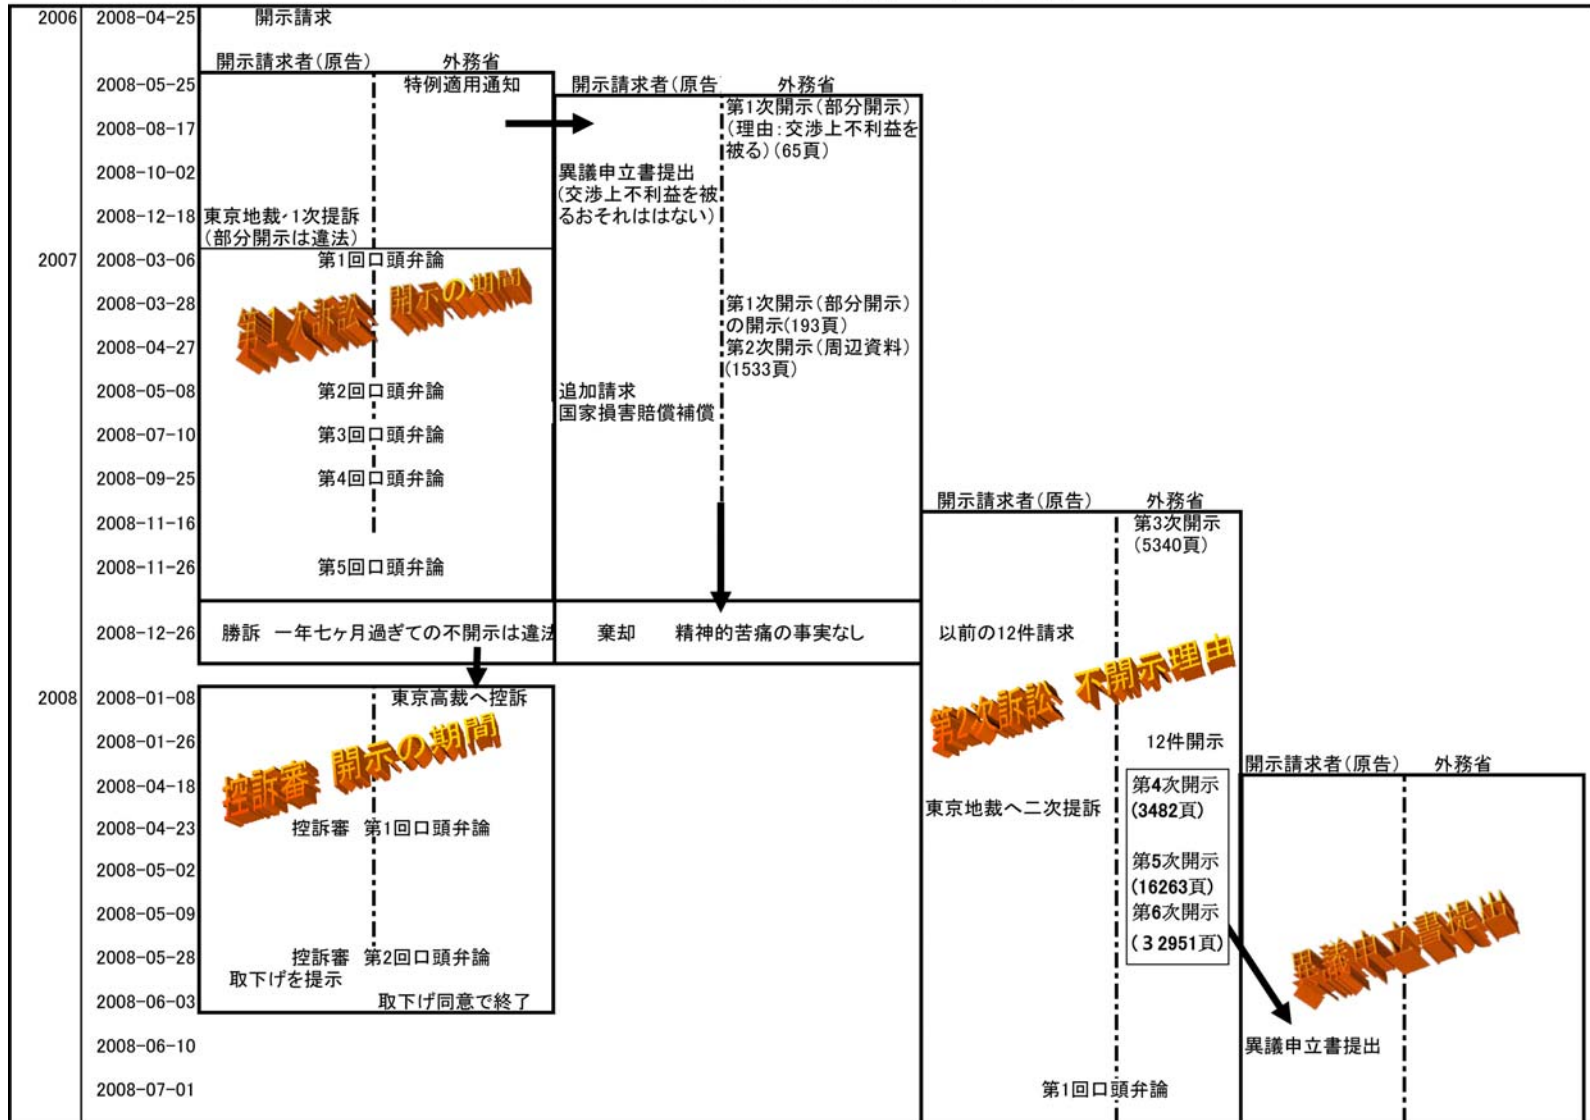 2006 2008-04-25 開示請求
開示請求者(原告) 外務省
2008-05-25 特例適用通知 開示請求者(原告 外務省
第1次開示(部分開示)
2008-08-17 (理由:交渉上不利益を
被る)(65頁)
2008-10-02 異議申立書提出
(交渉上不利益を被
2008-12-18 東京地裁・1次提訴 るおそれははない)
(部分開示は違法)
2007 2008-03-06 第1回口頭弁論
第1次訴訟 開示の期間
2008-03-28 第1次開示(部分開示)
の開示(193頁)
2008-04-27 第2次開示(周辺資料)
(1533頁)
2008-05-08 第2回口頭弁論 追加請求
国家損害賠償補償
2008-07-10 第3回口頭弁論
2008-09-25 第4回口頭弁論
開示請求者(原告) 外務省
2008-11-16 第3次開示
(5340頁)
2008-11-26 第5回口頭弁論
2008-12-26 勝訴 一年七ヶ月過ぎての不開示は違法 棄却 精神的苦痛の事実なし 以前の12件請求
第2次訴訟 不開示理由
2008 2008-01-08 東京高裁へ控訴
控訴審 開示の期間
2008-01-26 12件開示
開示請求者(原告) 外務省
2008-04-18 第4次開示
東京地裁へ二次提訴 (3482頁)
2008-04-23 控訴審 第1回口頭弁論
2008-05-02 第5次開示
(16263頁)
2008-05-09 第6次開示
(32951頁)
異議申立書提出
2008-05-28 控訴審 第2回口頭弁論
取下げを提示
2008-06-03 取下げ同意で終了
2008-06-10 異議申立書提出
2008-07-01 第1回口頭弁論